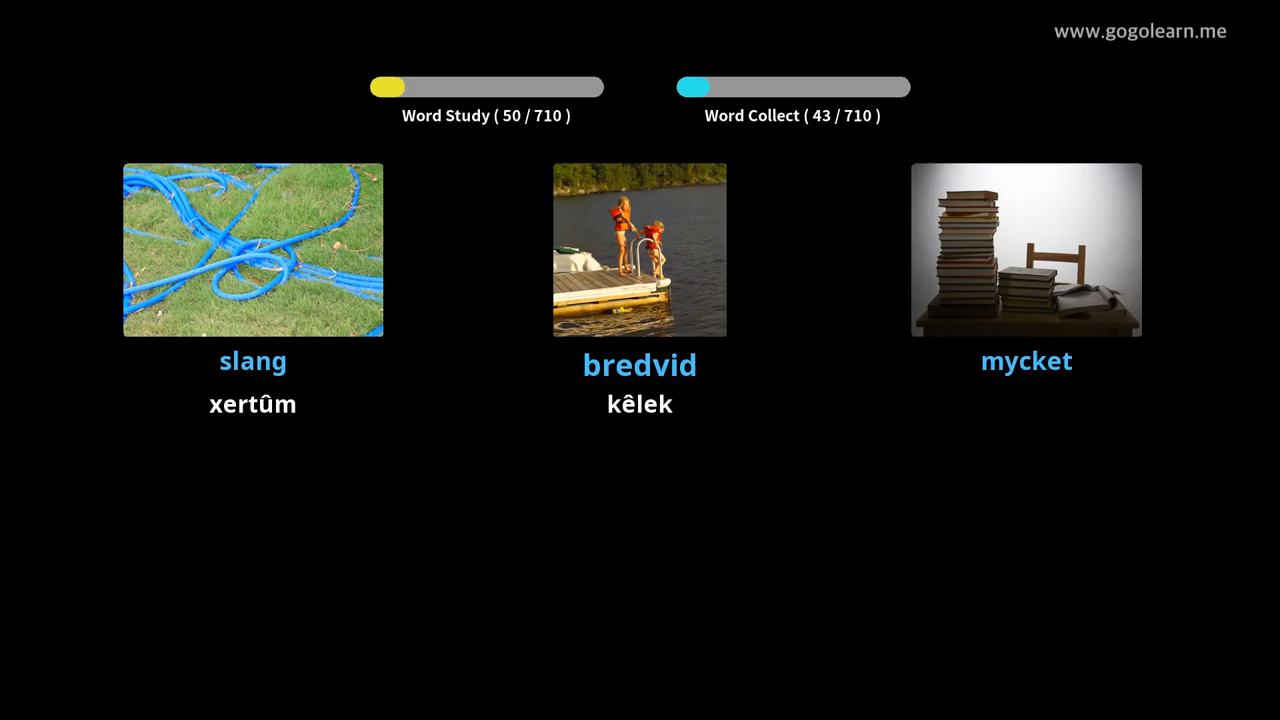 www.gogolearn.me
Word Study ( 50 / 710 )
Word Collect ( 43 / 710 )
slang
bredvid
mycket
xertûm
kêlek